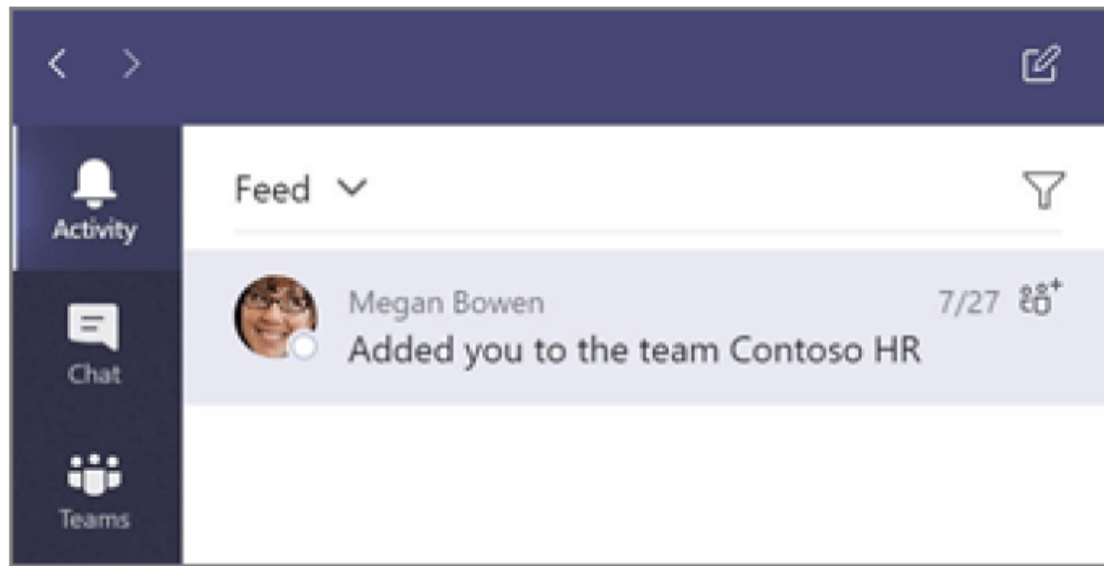 Feed
Activity
Megan Bowen 7/27
Added you to the team Contoso HR
Chat
Teams